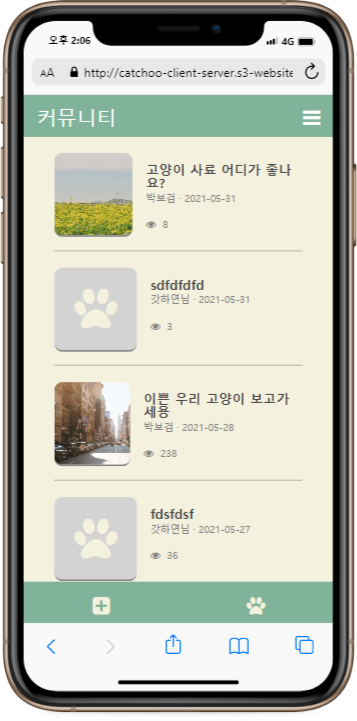 오후 2:06
4G
AA http://catchoo-client-server.s3-website
커뮤니티
고양이 사료 어디가 좋나
요?
박보검 · 2021-05-31
8
sdfdfdfd
갓하연님 · 2021-05-31
3
이쁜 우리 고양이 보고가
세용
박보검 · 2021-05-28
238
fdsfdsf
갓하연님 · 2021-05-27
36